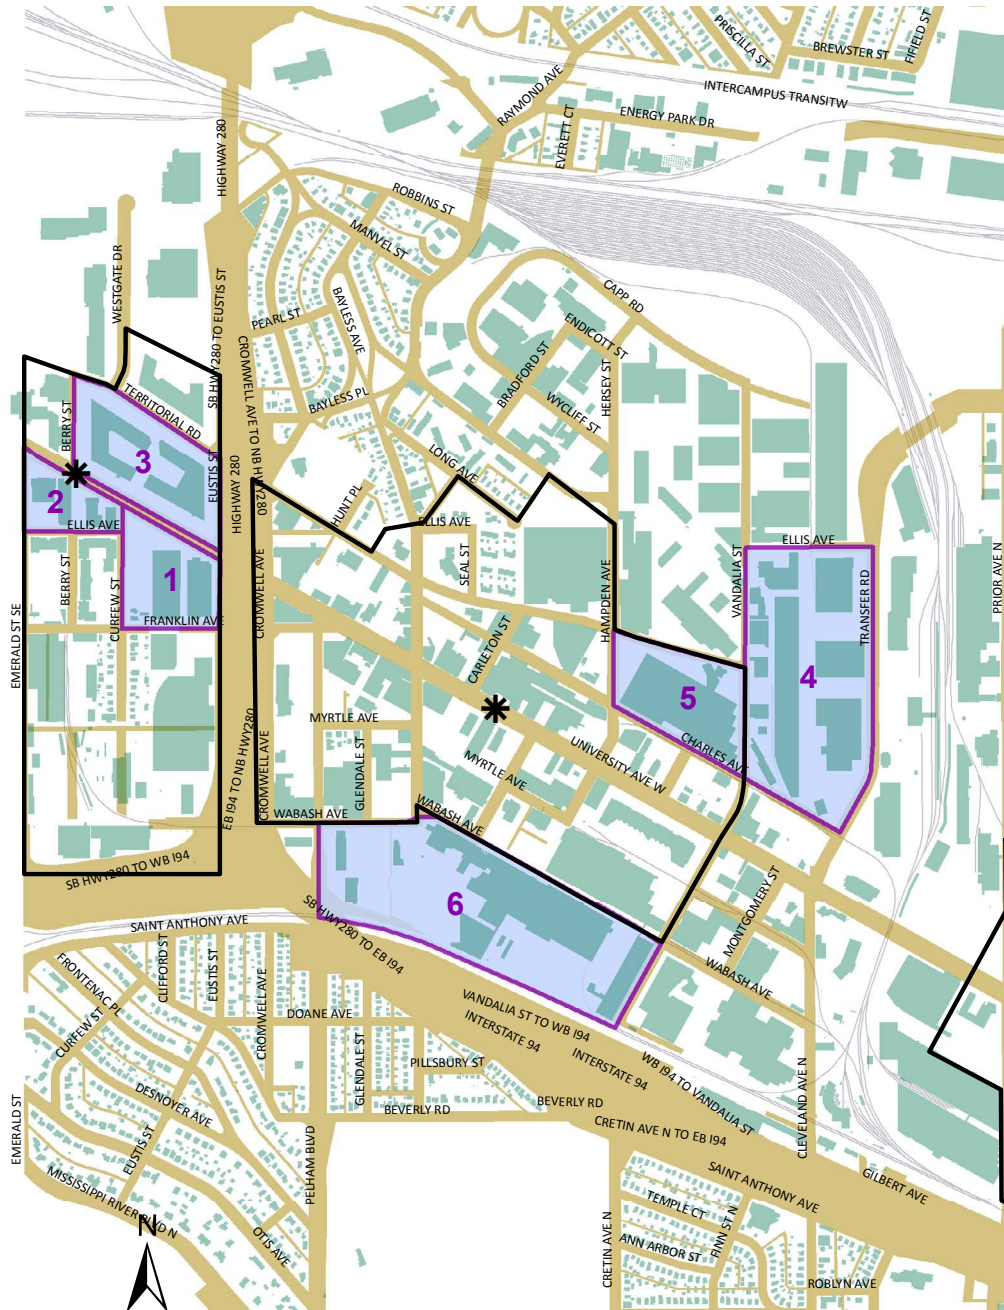 PRISCILLA ST
FIFIELD ST
BREWSTER ST
RAYMOND AVE
INTERCAMPUS TRANSITW
ENERGY PARK DR
EVERETT CT
HIGHWAY 280
ROBBINS ST
MANVEL ST
WESTGATE DR
SB HWY280 TO EUSTIS ST
CAPP RD
BAYLESS AVE
PEARL ST
ENDICOTT ST
BRADFORD ST
HERSEY ST
CROMWELL AVE TO NB HWY280
BERRY ST
TERRITORIAL RD
BAYLESS PL
WYCLIFF ST
LONG AVE
3
EUSTIS ST
HIGHWAY 280
2
HUNT PL
ELLIS AVE
ELLIS AVE
ELLIS AVE
PRIOR AVE N
SEAL ST
VANDALIA ST
BERRY ST
CURFEW ST
1
CROMWELL AVE
HAMPDEN AVE
TRANSFER RD
FRANKLIN AVE
EMERALD ST SE
CARLETON ST
4
5
MYRTLE AVE
CHARLES AVE
UNIVERSITY AVE W
EB I94 TO NB HWY280
CROMWELL AVE
GLENDALE ST
MYRTLE AVE
WABASH AVE
WABASH AVE
SB HWY280 TO WB I94
6
MONTGOMERY ST
SAINT ANTHONY AVE
SB HWY280 TO EB I94
WABASH AVE
CLIFFORD ST
EUSTIS ST
FRONTENAC PL
CROMWELL AVE
VANDALIA ST TO WB I94
DOANE AVE
INTERSTATE 94
CURFEW ST
GLENDALE ST
PILLSBURY ST
INTERSTATE 94
WB I94 TO VANDALIA ST
CLEVELAND AVE N
DESNOYER AVE
BEVERLY RD
BEVERLY RD
EMERALD ST
CRETIN AVE N TO EB I94
EUSTIS ST
PELHAM BLVD
SAINT ANTHONY AVE
GILBERT AVE
MISSISSIPPI RIVER BLVD N
TEMPLE CT
FINN ST N
N
OTIS AVE
CRETIN AVE N
ANN ARBOR ST
ROBLYN AVE